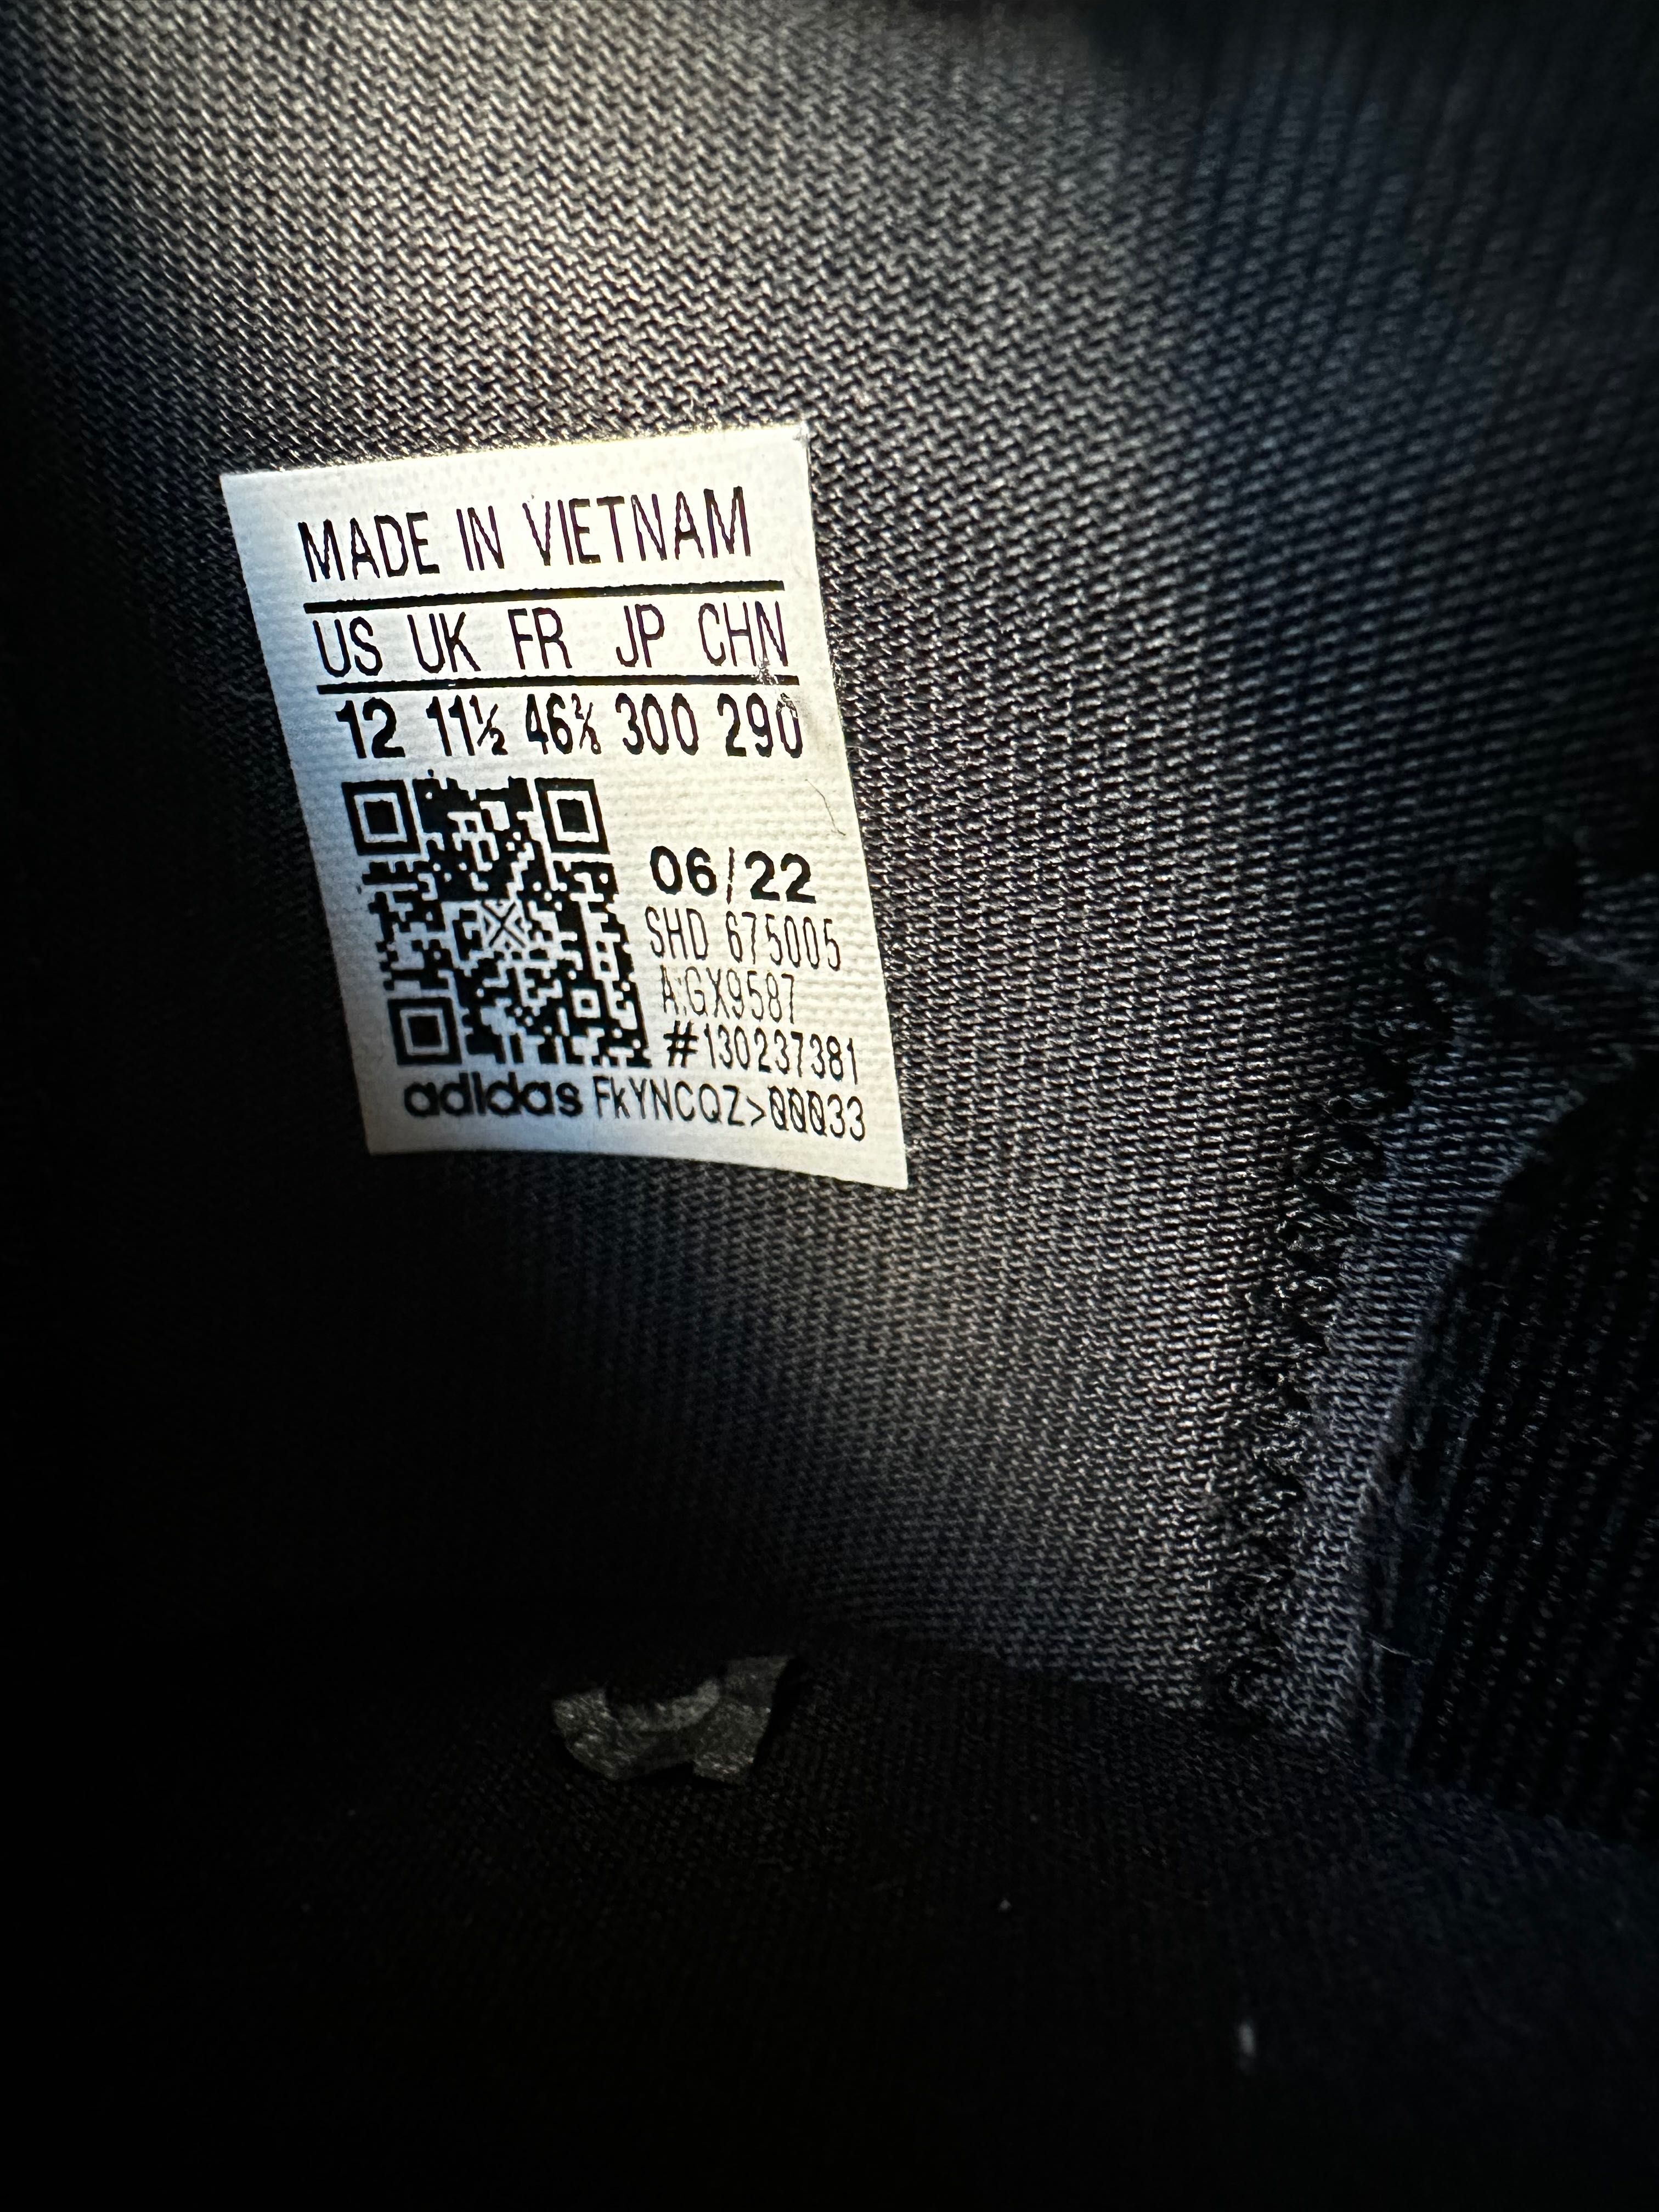 MADE IN VIETNAM
US UK FR JP CHN
12 11½ 46⅔ 300 290
06/22
SHD 675005
A:GX9587
#130237381
adidas FkYNCQZ>00033